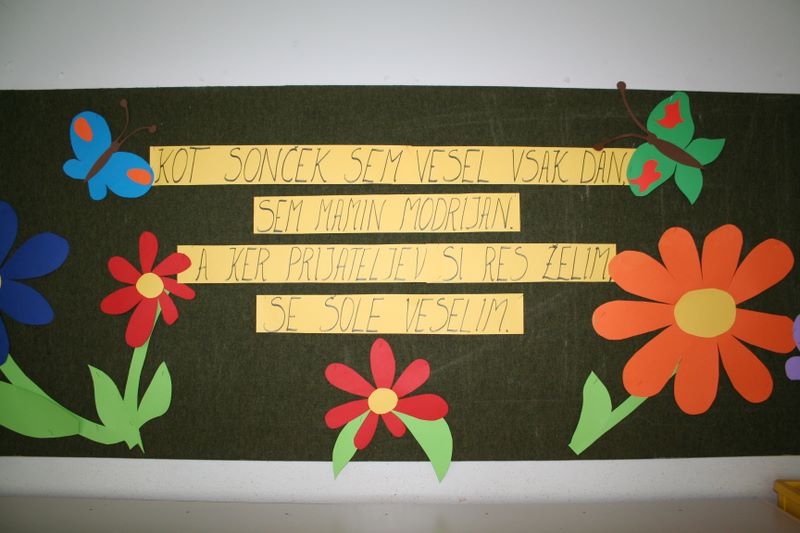 KOT SONČEK SEM VESEL VSAK DAN,
SEM MAMIN MODRIJAN.
A KER PRIJATELJEV SI RES ŽELIM,
SE ŠOLE VESELIM.